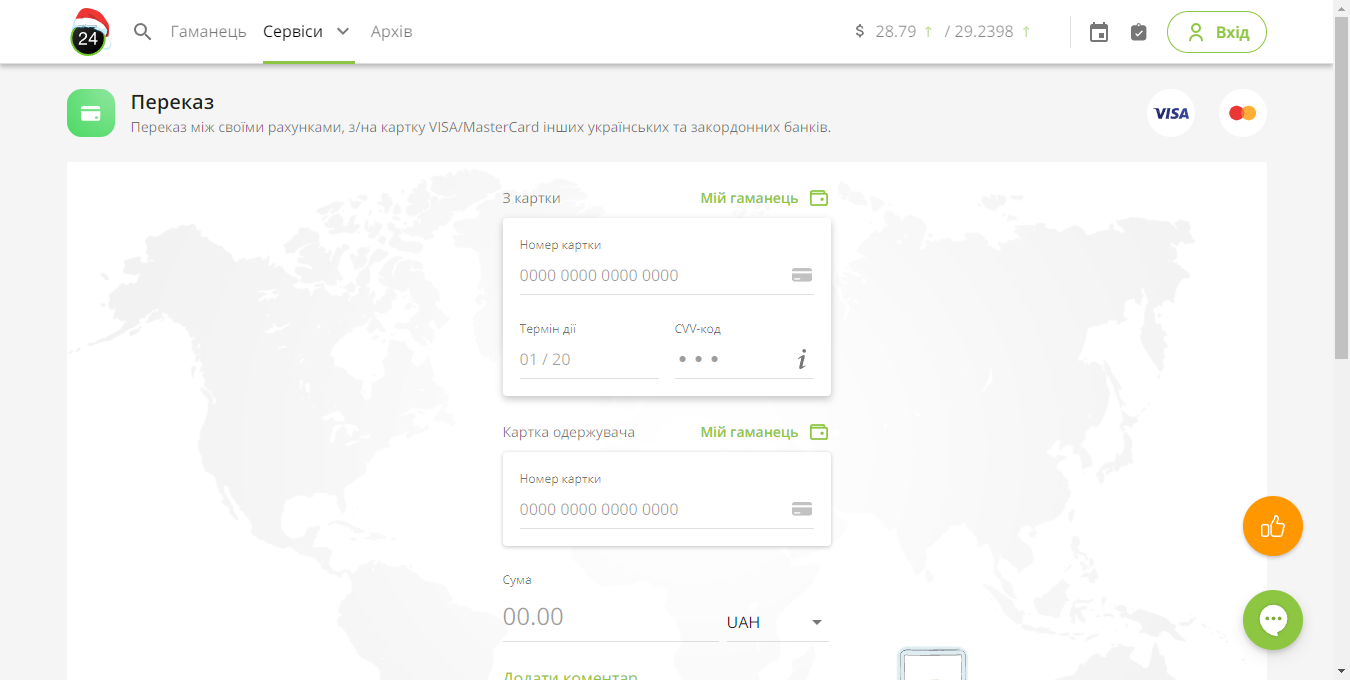 24
Гаманець
Сервіси
Архів
$ 28.79 ↑ / 29.2398 ↑
Вхід
Переказ
Переказ між своїми рахунками, з/на картку VISA/MasterCard інших українських та закордонних банків.
VISA
З картки
Мій гаманець
Номер картки
0000 0000 0000 0000
Термін дії
CVV-код
01 / 20
• • •
i
Картка одержувача
Мій гаманець
Номер картки
0000 0000 0000 0000
Сума
00.00
UAH
Додати коментар